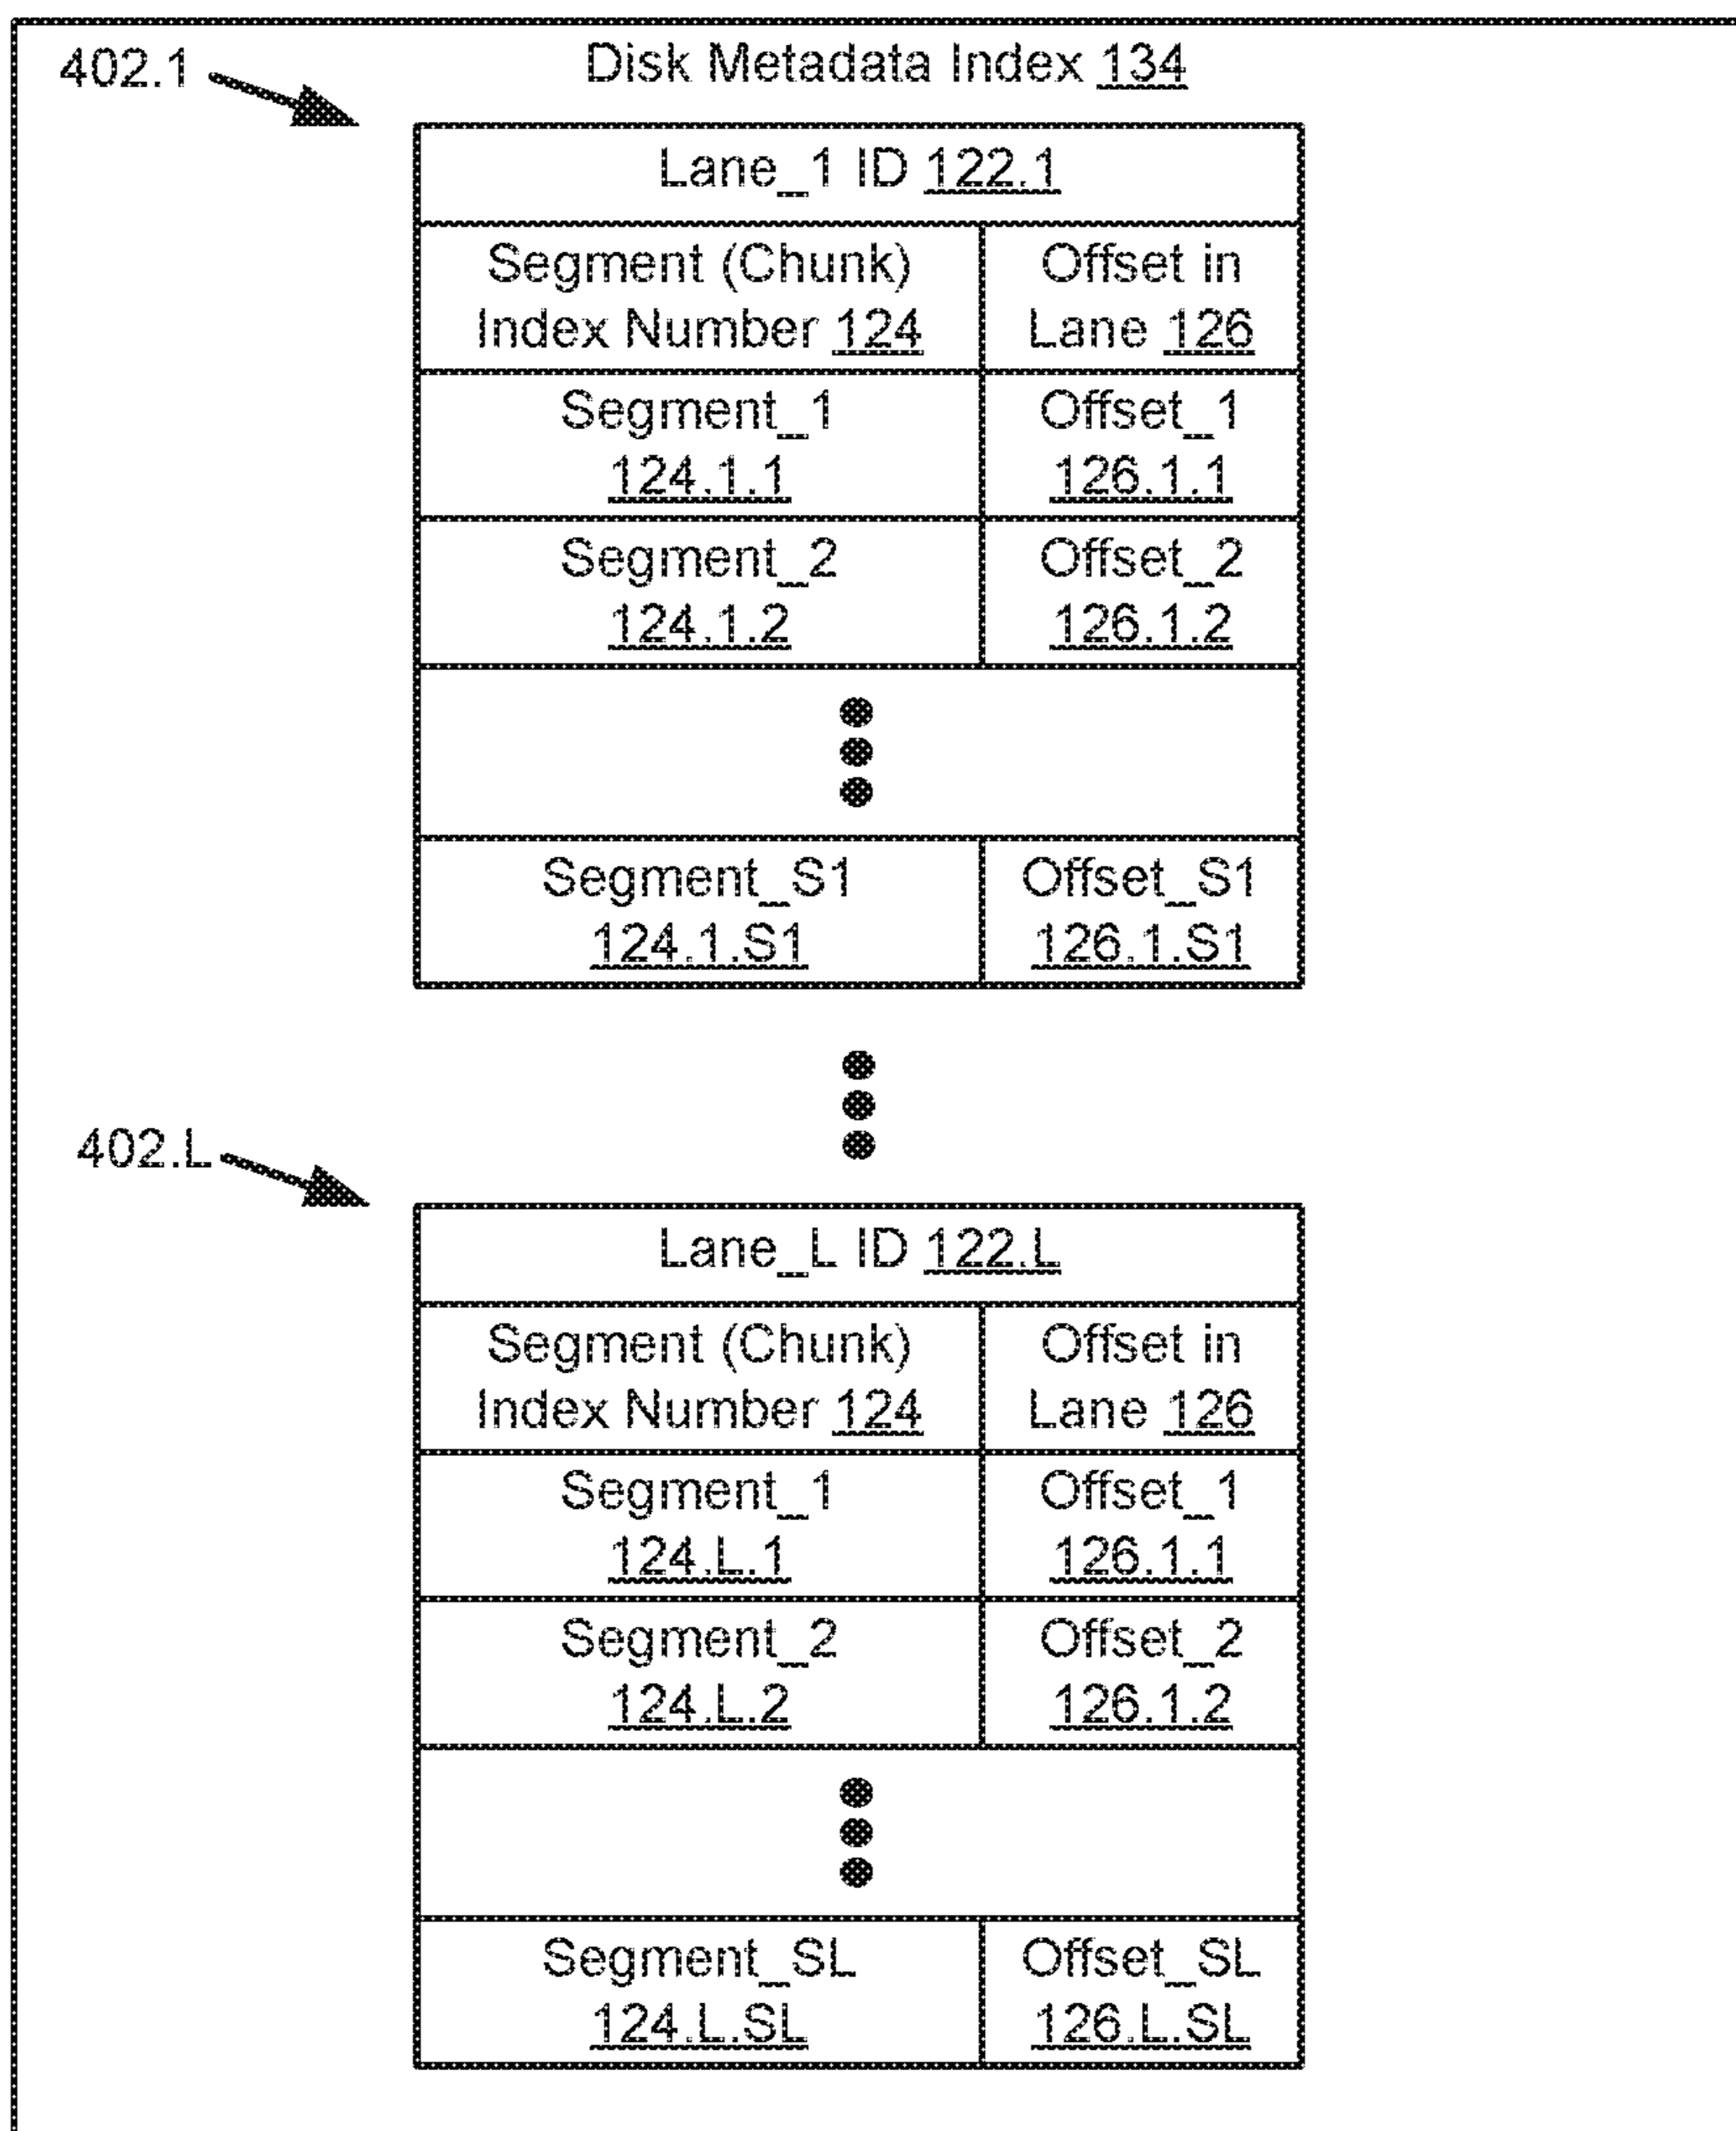 402.1
Disk Metadata Index 134
Lane_1 ID 122.1
Segment (Chunk)
Index Number 124
Offset in
Lane 126
Segment_1
124.1.1
Offset_1
126.1.1
Segment_2
124.1.2
Offset_2
126.1.2
Segment_S1
124.1.S1
Offset_S1
126.1.S1
402.L
Lane_L ID 122.L
Segment (Chunk)
Index Number 124
Offset in
Lane 126
Segment_1
124.L.1
Offset_1
126.1.1
Segment_2
124.L.2
Offset_2
126.1.2
Segment_SL
124.L.SL
Offset_SL
126.L.SL